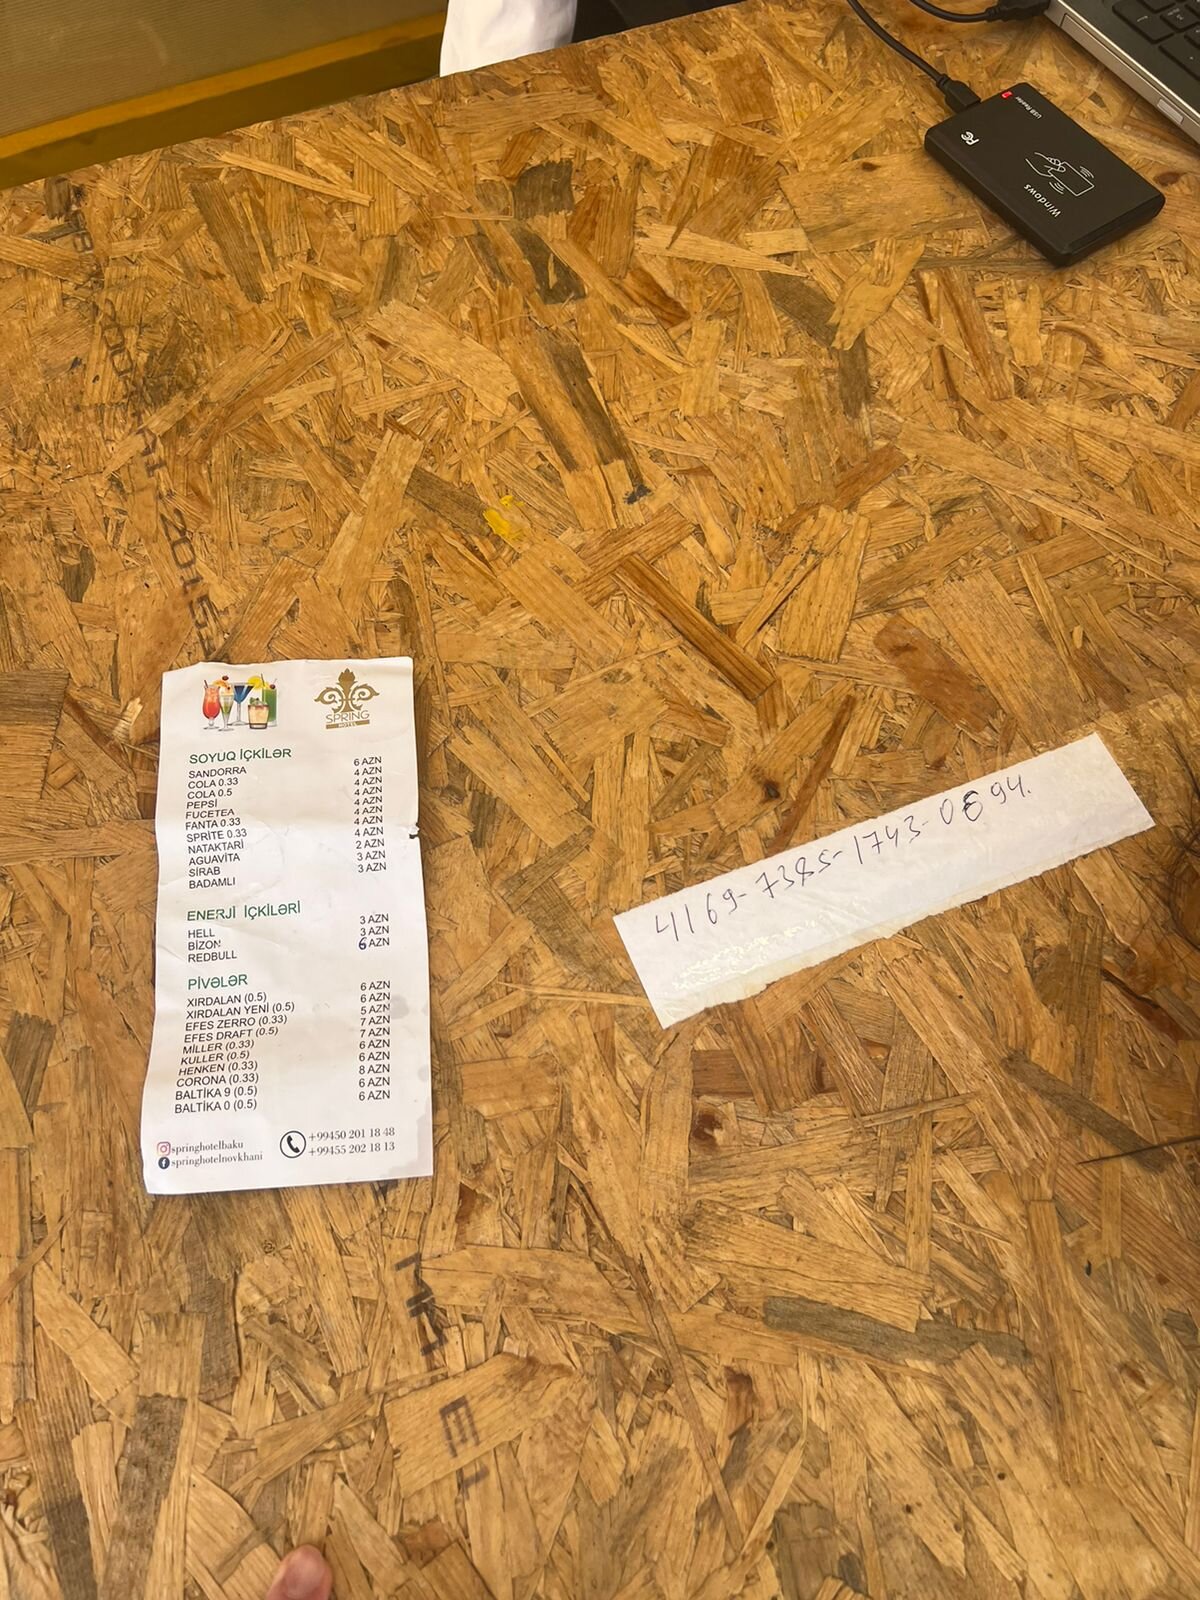 SPRING
HOTEL
SOYUQ İÇKİLƏR
SANDORRA 6 AZN
COLA 0.33 4 AZN
COLA 0.5 4 AZN
PEPSİ 4 AZN
FUCETEA 4 AZN
FANTA 0.33 4 AZN
SPRİTE 0.33 4 AZN
NATAKTARİ 4 AZN
AGUAVİTA 2 AZN
SİRAB 3 AZN
BADAMLI 3 AZN
ENERJİ İÇKİLƏRİ
HELL 3 AZN
BİZON 3 AZN
REDBULL 6 AZN
PİVƏLƏR
XIRDALAN (0.5) 6 AZN
XIRDALAN YENİ (0.5) 6 AZN
EFES ZERRO (0.33) 5 AZN
EFES DRAFT (0.5) 7 AZN
MİLLER (0.33) 7 AZN
KULLER (0.5) 6 AZN
HENKEN (0.33) 6 AZN
CORONA (0.33) 8 AZN
BALTİKA 9 (0.5) 6 AZN
BALTİKA 0 (0.5) 6 AZN
springhotelbaku
springhotelnovkhani
+99450 201 18 48
+99455 202 18 13
4169-7385-1743-0694.
USB Reader
PC
Windows